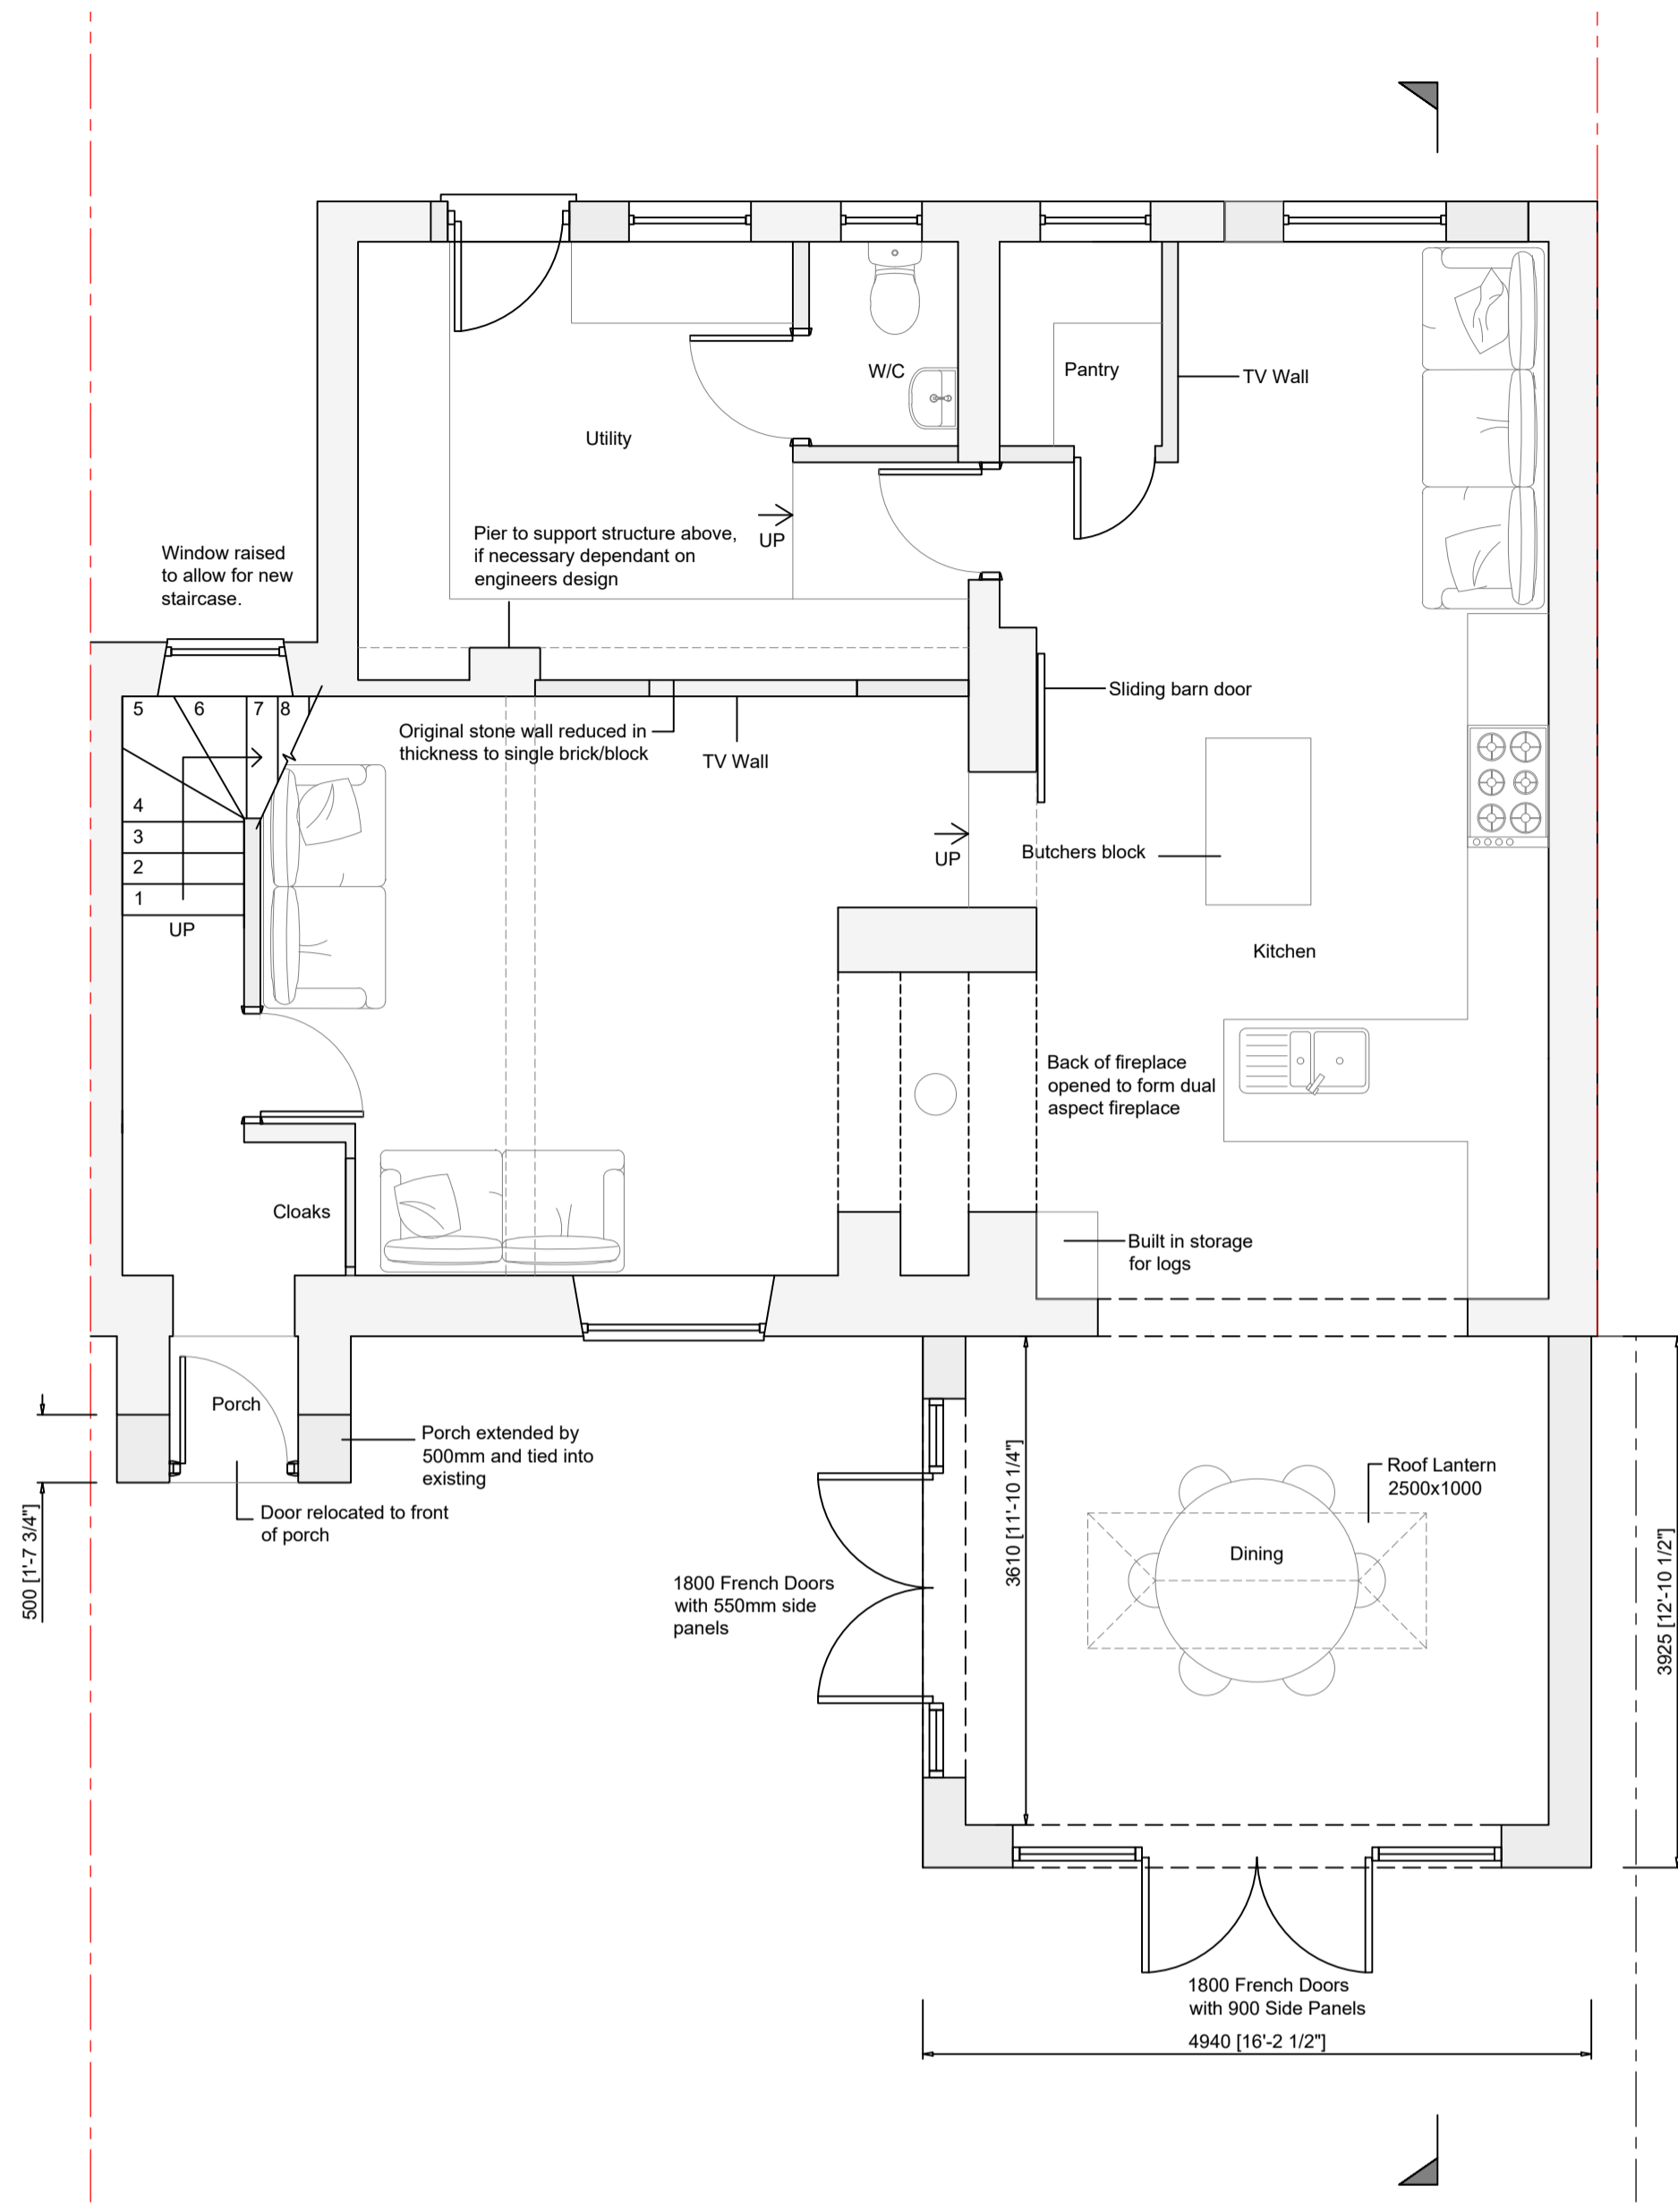 W/C
Pantry
TV Wall
Utility
Pier to support structure above,
if necessary dependant on
engineers design
UP
Window raised
to allow for new
staircase.
Sliding barn door
5
6
7
8
Original stone wall reduced in
thickness to single brick/block
TV Wall
4
3
2
1
UP
UP
Butchers block
Kitchen
Back of fireplace
opened to form dual
aspect fireplace
Cloaks
Built in storage
for logs
Porch
Porch extended by
500mm and tied into
existing
Door relocated to front
of porch
500 [1'-7 3/4"]
3610 [11'-10 1/4"]
Roof Lantern
2500x1000
Dining
3925 [12'-10 1/2"]
1800 French Doors
with 550mm side
panels
1800 French Doors
with 900 Side Panels
4940 [16'-2 1/2"]